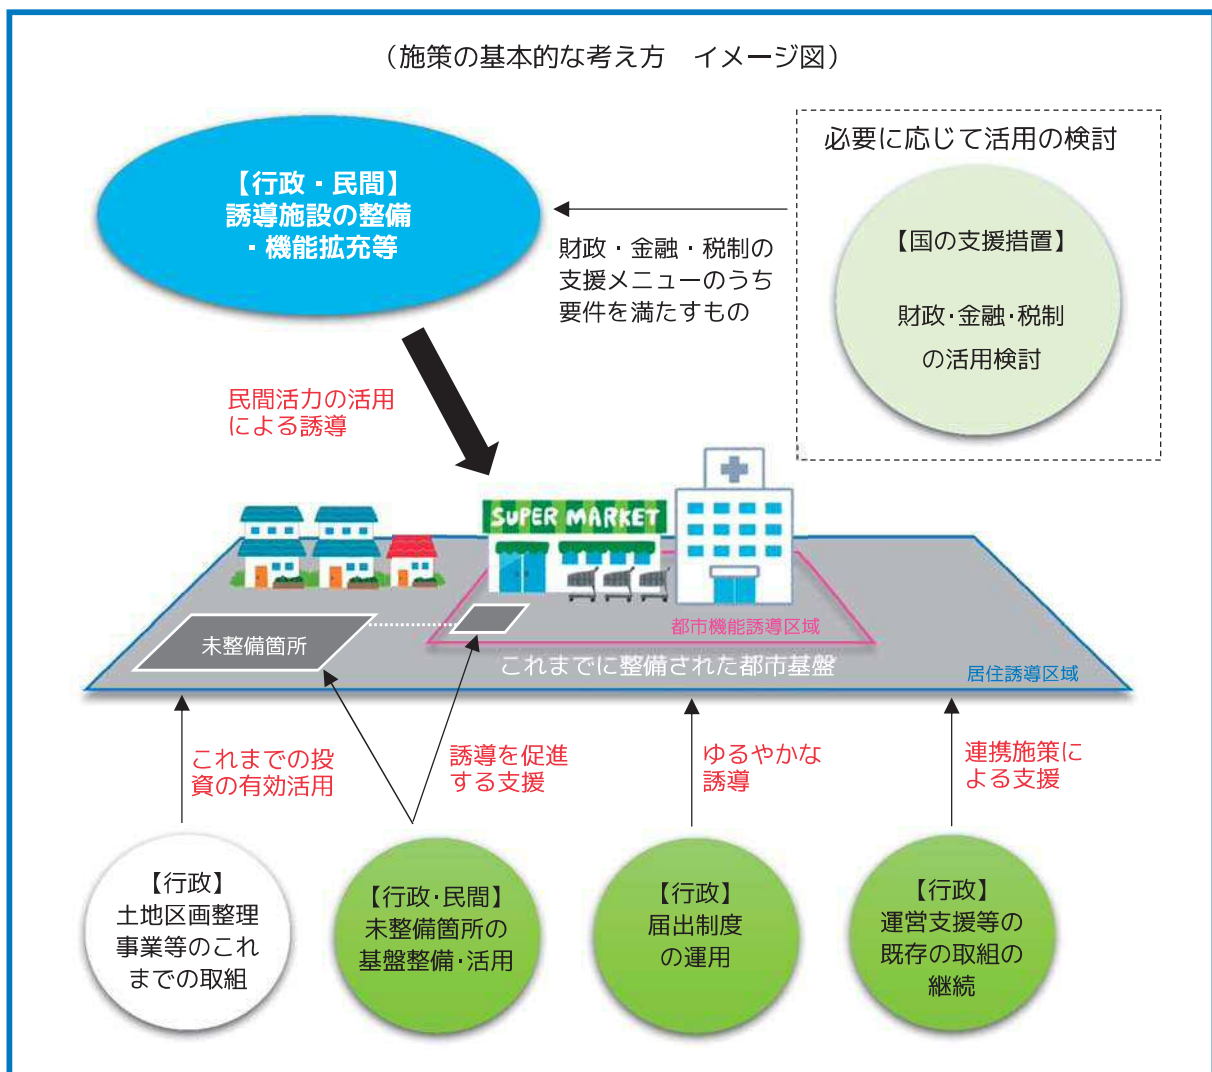 （施策の基本的な考え方　イメージ図）
必要に応じて活用の検討
【行政・民間】
誘導施設の整備
・機能拡充等
財政・金融・税制の
支援メニューのうち
要件を満たすもの
【国の支援措置】
財政・金融・税制
の活用検討
民間活力の活用
による誘導
SUPER MARKET
都市機能誘導区域
未整備箇所
これまでに整備された都市基盤
居住誘導区域
これまでの投
資の有効活用
誘導を促進
する支援
ゆるやかな
誘導
連携施策に
よる支援
【行政】
土地区画整理
事業等のこれ
までの取組
【行政・民間】
未整備箇所の
基盤整備・活用
【行政】
届出制度
の運用
【行政】
運営支援等の
既存の取組の
継続